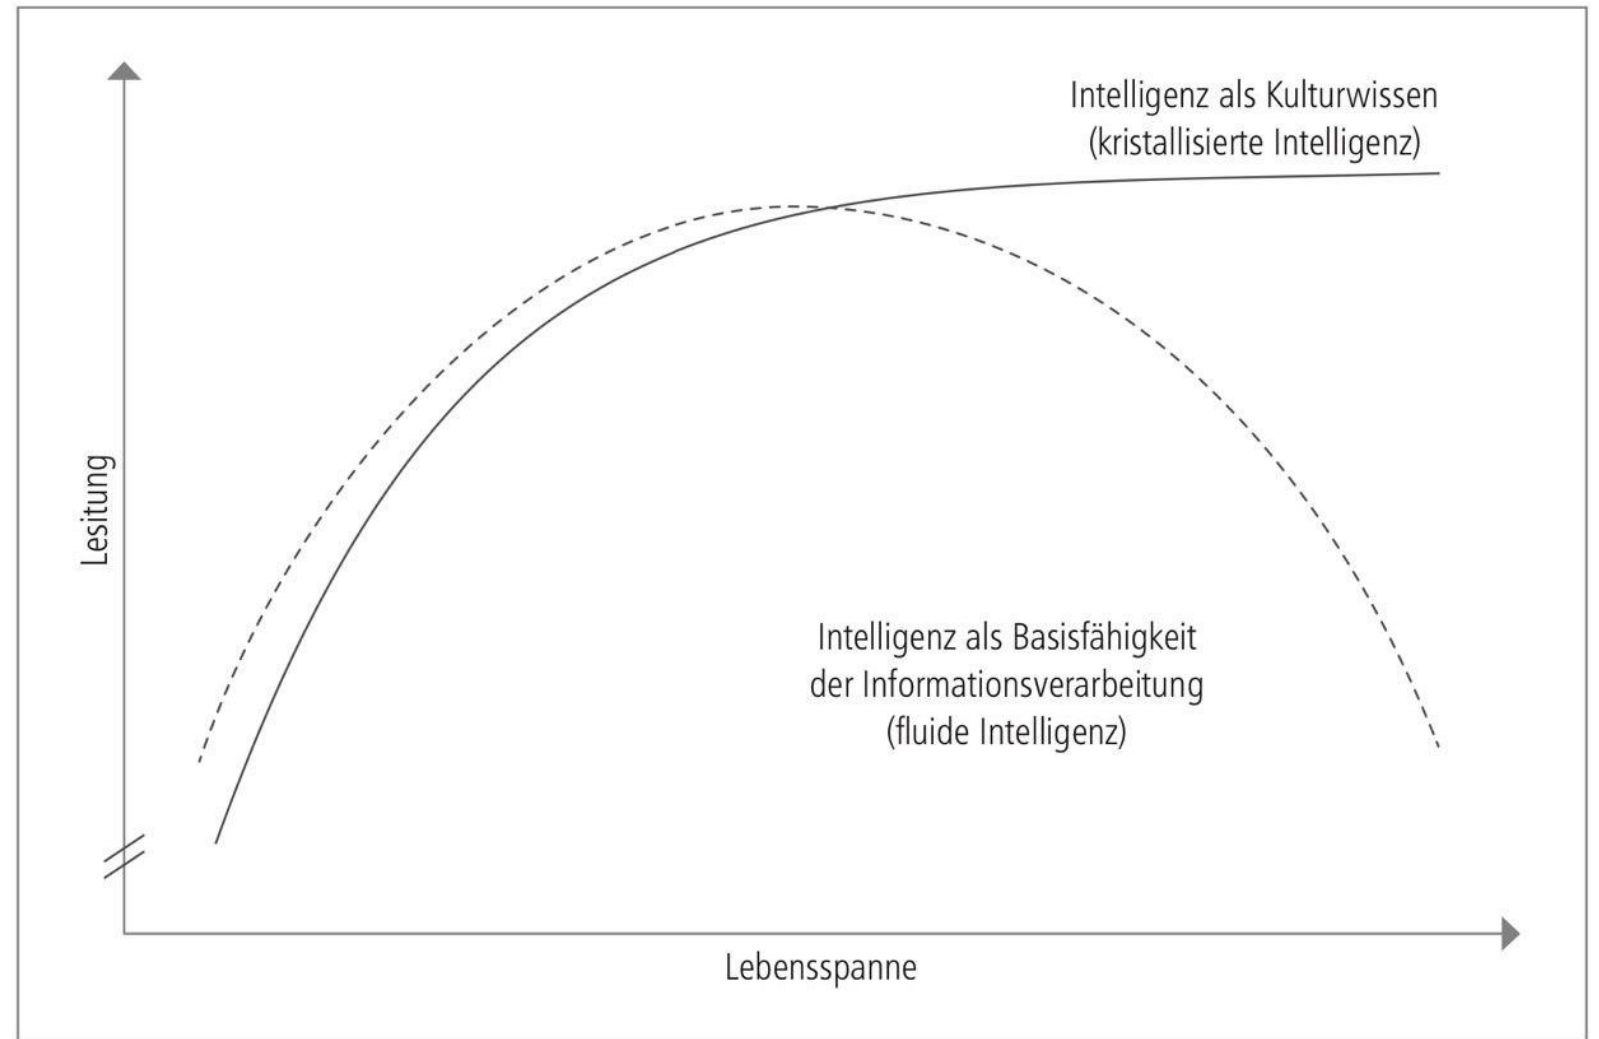 Intelligenz als Kulturwissen
(kristallisierte Intelligenz)
Lesitung
Intelligenz als Basisfähigkeit
der Informationsverarbeitung
(fluide Intelligenz)
Lebensspanne